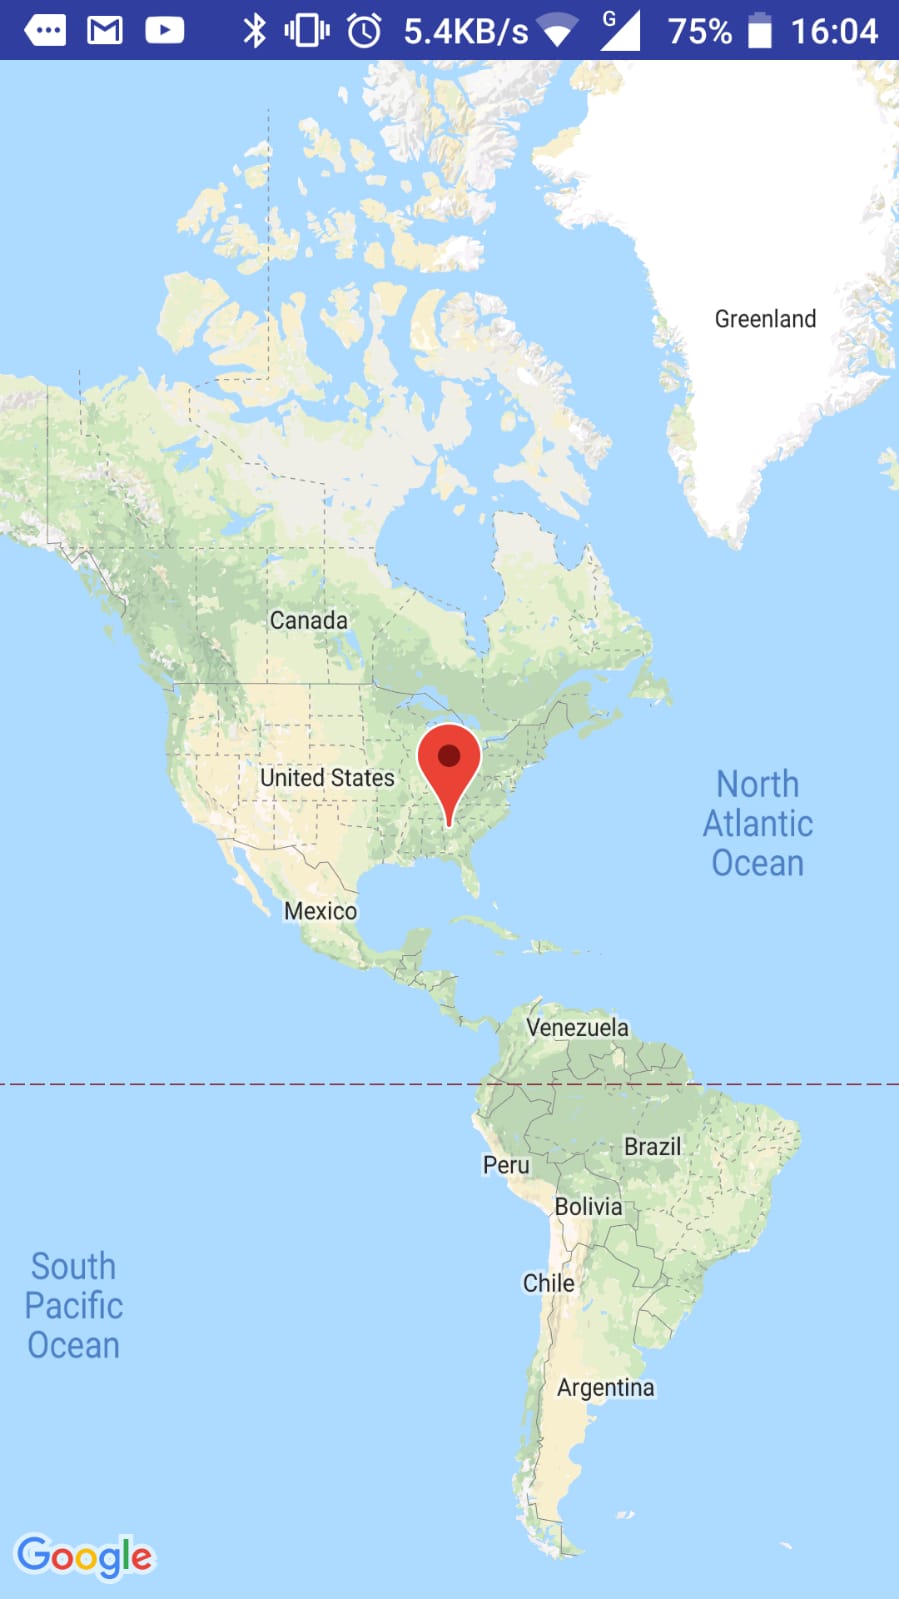 5.4KB/s G 75% 16:04
Greenland
Canada
United States
North
Atlantic
Ocean
Mexico
Venezuela
Brazil
Peru
Bolivia
South
Pacific
Ocean
Chile
Argentina
Google